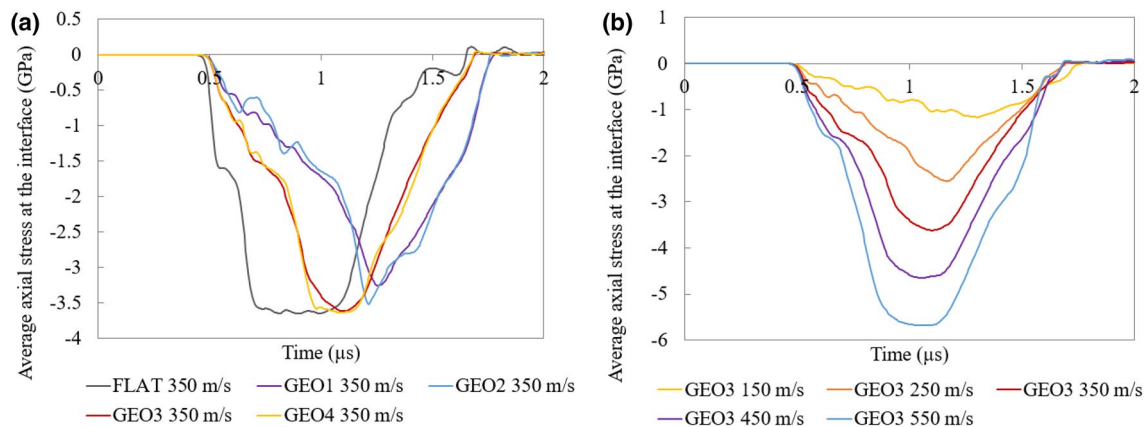 (a)
Average axial stress at the interface (GPa)
0.5
0
-0.5
-1
-1.5
-2
-2.5
-3
-3.5
-4
0 0.5 1 1.5 2
Time (µs)
FLAT 350 m/s GEO1 350 m/s GEO2 350 m/s
GEO3 350 m/s GEO4 350 m/s
(b)
Average axial stress at the interface (GPa)
1
0
-1
-2
-3
-4
-5
-6
0 0.5 1 1.5 2
Time (µs)
GEO3 150 m/s GEO3 250 m/s GEO3 350 m/s
GEO3 450 m/s GEO3 550 m/s